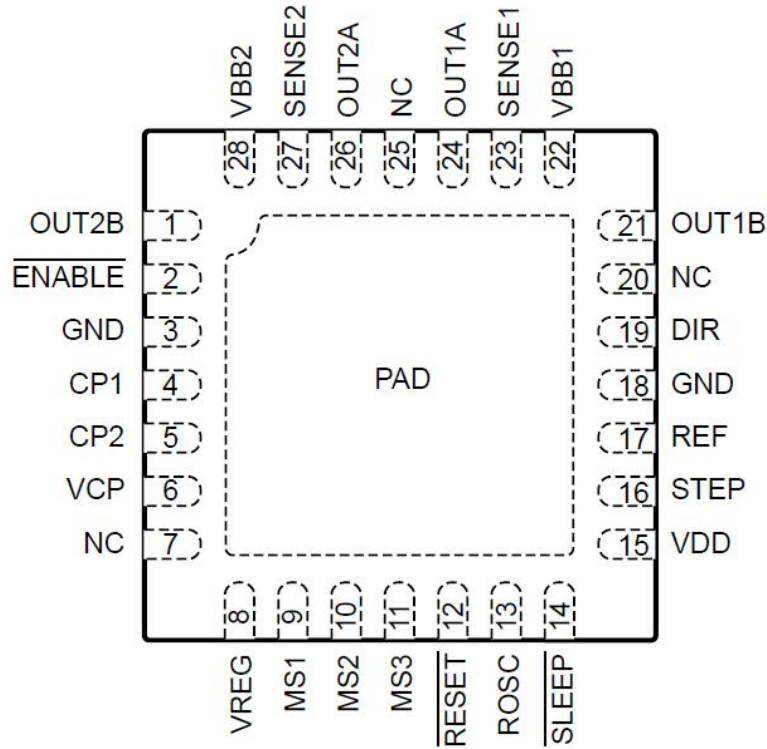 VBB2
SENSE2
OUT2A
NC
OUT1A
SENSE1
VBB1
28
27
26
25
24
23
22
OUT2B 1
ENABLE 2
GND 3
CP1 4
CP2 5
VCP 6
NC 7
PAD
21 OUT1B
20 NC
19 DIR
18 GND
17 REF
16 STEP
15 VDD
8
9
10
11
12
13
14
VREG
MS1
MS2
MS3
RESET
ROSC
SLEEP